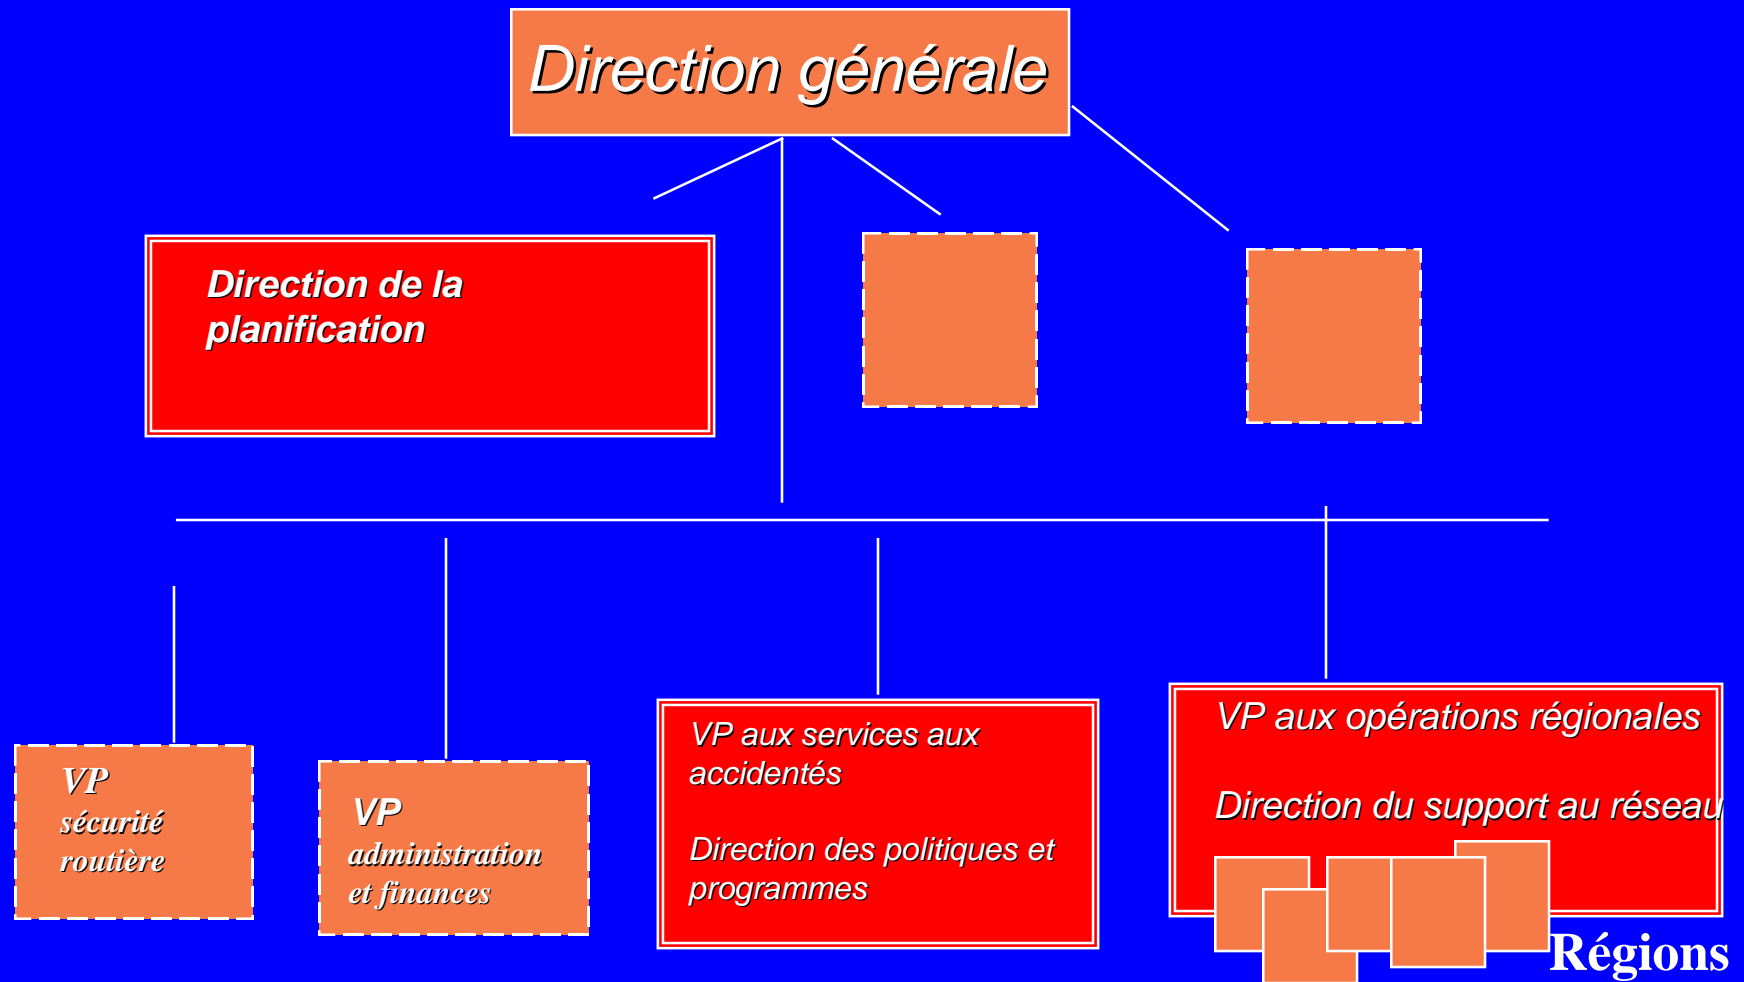 Direction générale
Direction de la
planification
VP
sécurité
routière
VP
administration
et finances
VP aux services aux
accidentés
Direction des politiques et
programmes
VP aux opérations régionales
Direction du support au réseau
Régions